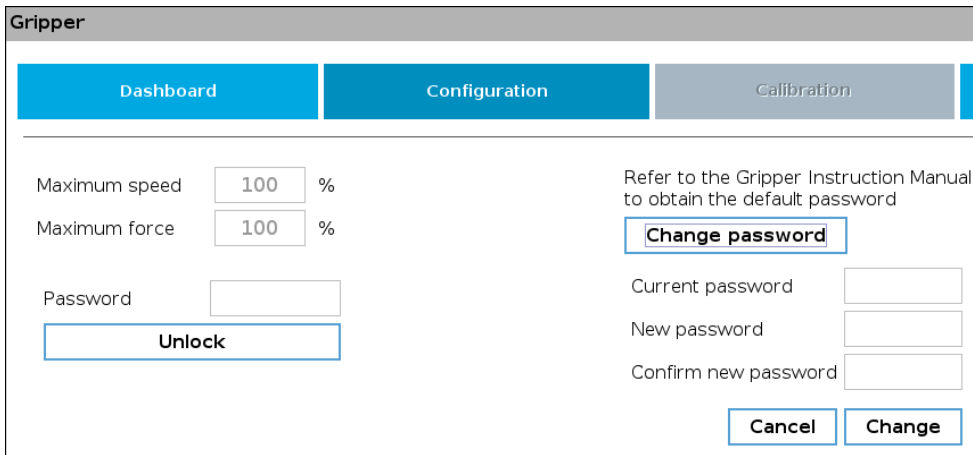 Gripper
Dashboard Configuration Calibration
Maximum speed 100 %
Maximum force 100 %
Password
Unlock
Refer to the Gripper Instruction Manual
to obtain the default password
Change password
Current password
New password
Confirm new password
Cancel Change